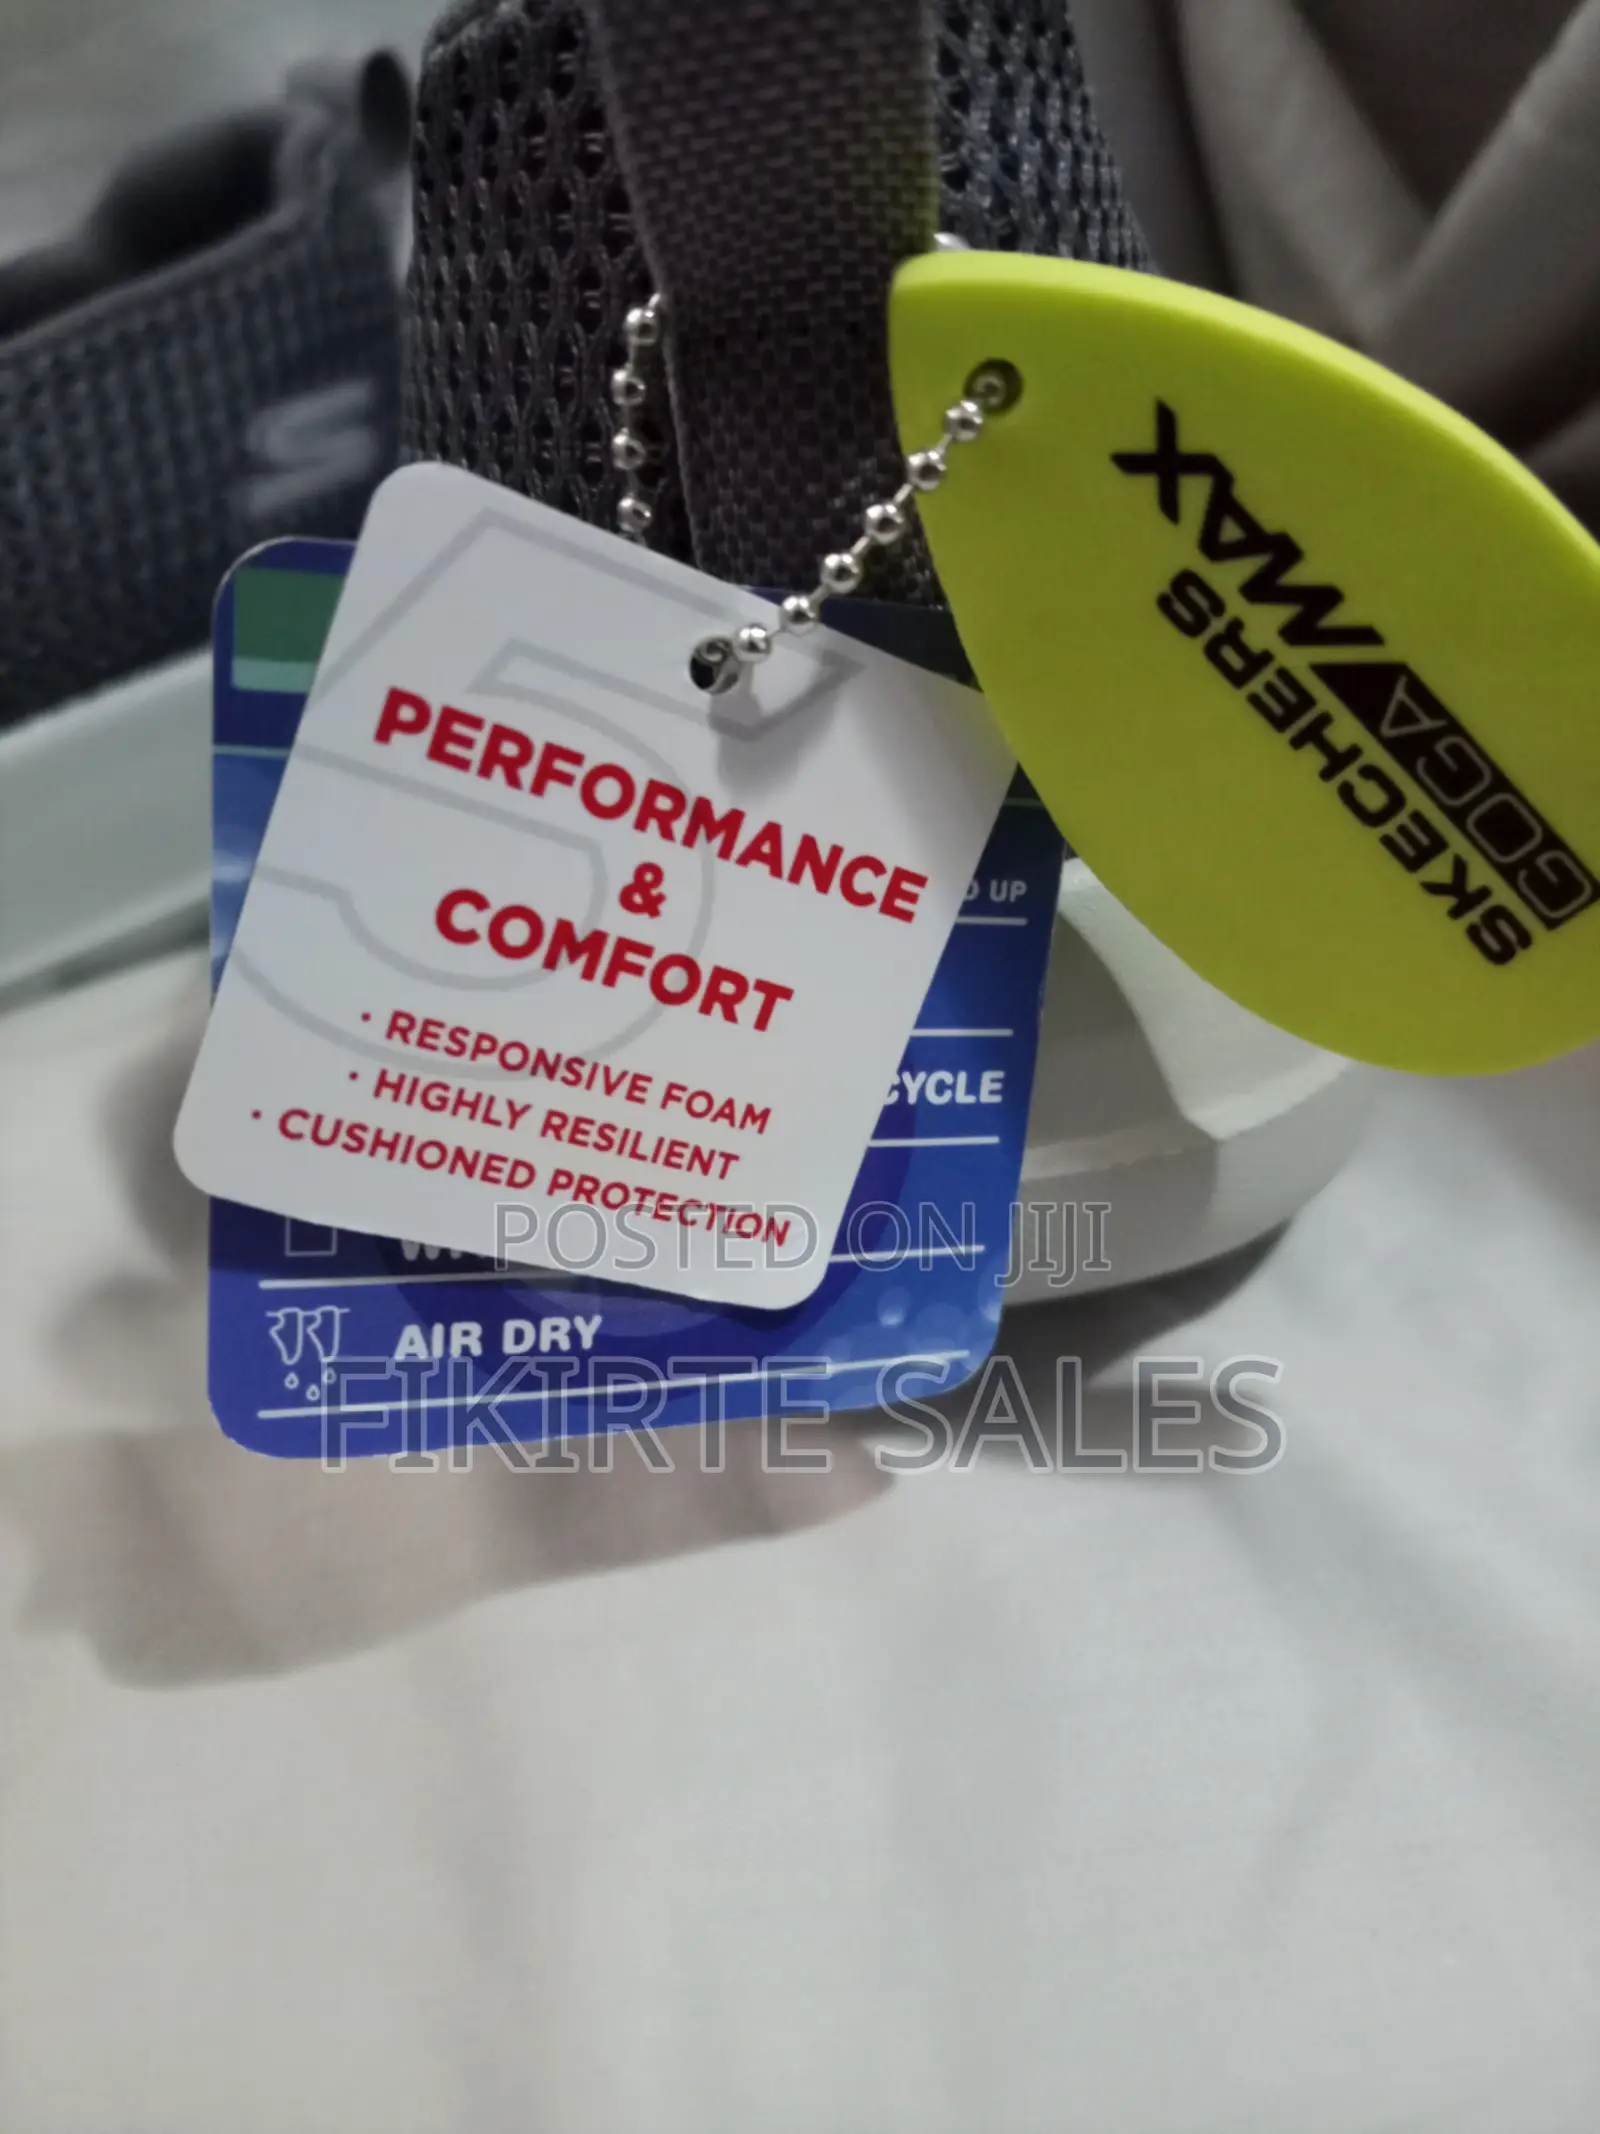 S
5
SKECHERS
GOGA MAX
PERFORMANCE
&
COMFORT
· RESPONSIVE FOAM
· HIGHLY RESILIENT
· CUSHIONED PROTECTION
UP
AIR DRY
POSTED ON JIJI
FIKIRTE SALES